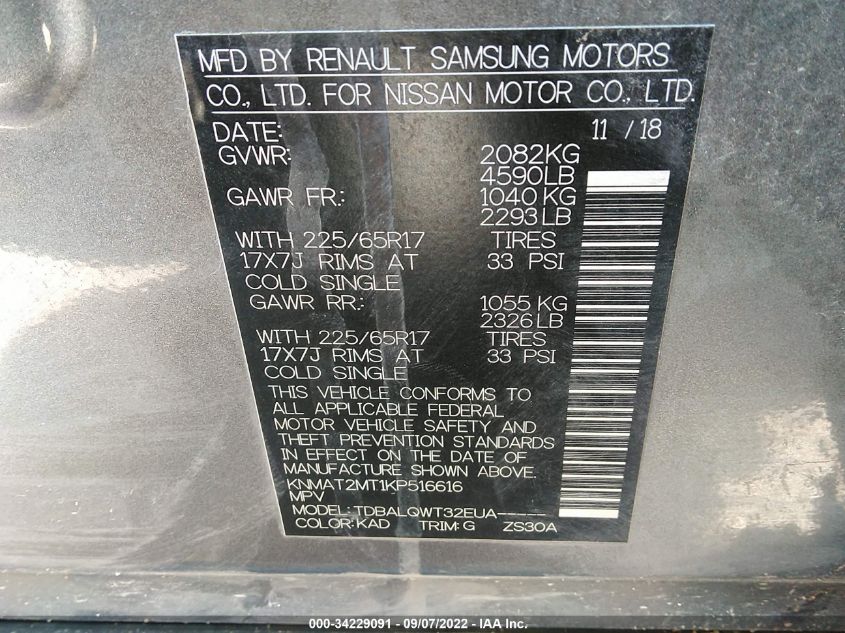 MFD BY RENAULT SAMSUNG MOTORS
CO., LTD. FOR NISSAN MOTOR CO., LTD.
DATE: 11 / 18
GVWR: 2082KG
4590LB
GAWR FR.: 1040 KG
2293 LB
WITH 225/65R17 TIRES
17X7J RIMS AT 33 PSI
COLD SINGLE
GAWR RR.: 1055 KG
2326 LB
WITH 225/65R17 TIRES
17X7J RIMS AT 33 PSI
COLD SINGLE
THIS VEHICLE CONFORMS TO
ALL APPLICABLE FEDERAL
MOTOR VEHICLE SAFETY AND
THEFT PREVENTION STANDARDS
IN EFFECT ON THE DATE OF
MANUFACTURE SHOWN ABOVE.
KNMAT2MT1KP516616
MPV
MODEL: TDBALQWT32EUA-----
COLOR: KAD TRIM: G ZS30A
000-34229091 - 09/07/2022 - IAA Inc.